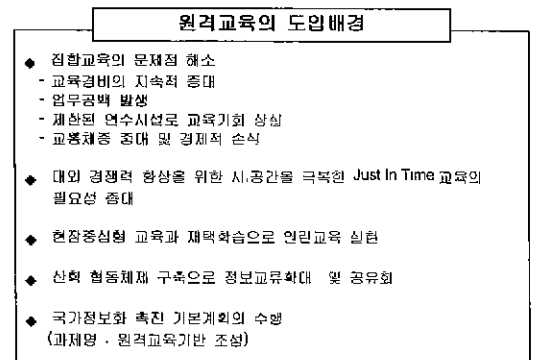 원격교육의 도입배경
◆ 집합교육의 문제점 해소
- 교육경비의 지속적 증대
- 업무공백 발생
- 제한된 연수시설로 교육기회 상실
- 교통체증 증대 및 경제적 손실
◆ 대외 경쟁력 향상을 위한 시,공간을 극복한 Just In Time 교육의
필요성 증대
◆ 현장중심형 교육과 재택학습으로 열린교육 실현
◆ 산학 협동체제 구축으로 정보교류확대 및 공유화
◆ 국가정보화 촉진 기본계획의 수행
(과제명 · 원격교육기반 조성)